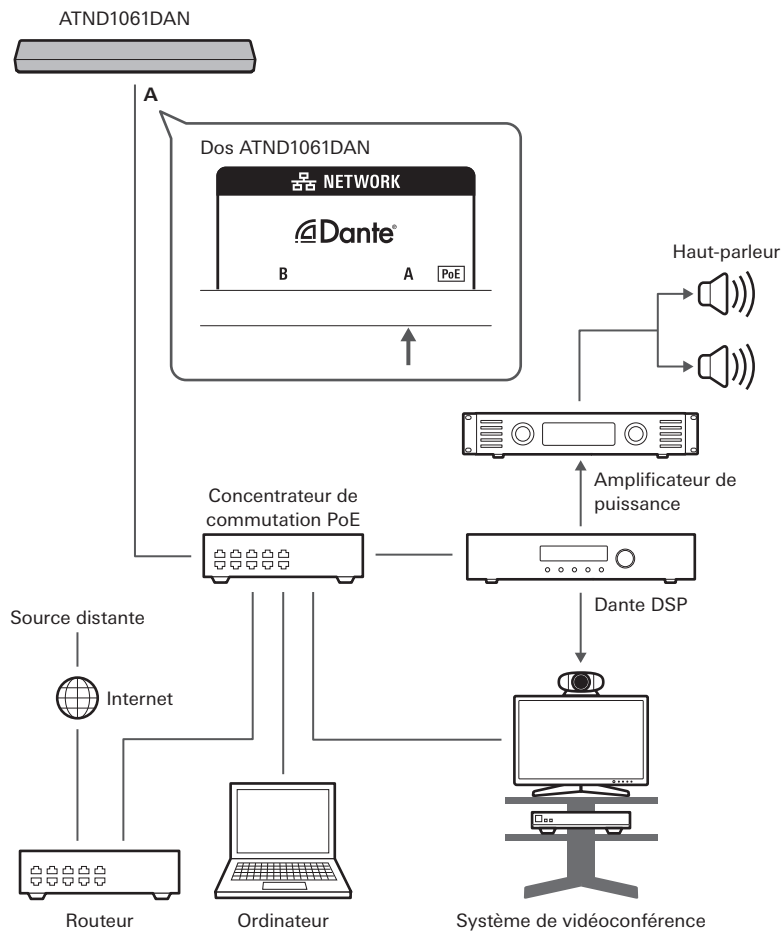 ATND1061DAN
A
Dos ATND1061DAN
NETWORK
Dante®
B A PoE
Haut-parleur
Amplificateur de
puissance
Concentrateur de
commutation PoE
Dante DSP
Source distante
Internet
Routeur
Ordinateur
Système de vidéoconférence